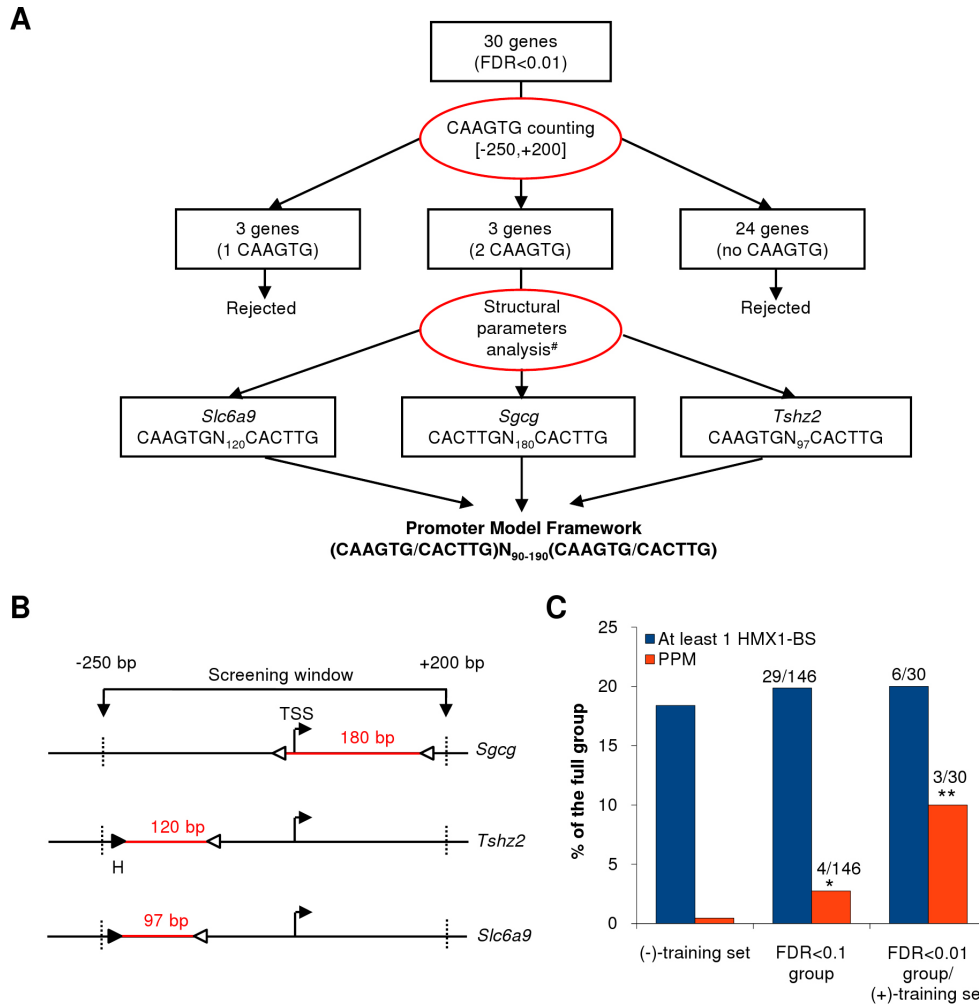 A
30 genes
(FDR<0.01)
CAAGTG counting
[-250,+200]
3 genes
(1 CAAGTG)
3 genes
(2 CAAGTG)
24 genes
(no CAAGTG)
Rejected
Rejected
Structural
parameters
analysis#
Slc6a9
CAAGTGN120CACTTG
Sgcg
CACTTGN180CACTTG
Tshz2
CAAGTGN97CACTTG
Promoter Model Framework
(CAAGTG/CACTTG)N90-190(CAAGTG/CACTTG)
B
-250 bp
+200 bp
Screening window
TSS
180 bp
Sgcg
120 bp
Tshz2
H
97 bp
Slc6a9
C
% of the full group
25
20
15
10
5
0
At least 1 HMX1-BS
PPM
29/146
6/30
3/30
**
4/146
*
(-)-training set
FDR<0.1
group
FDR<0.01
group/
(+)-training se